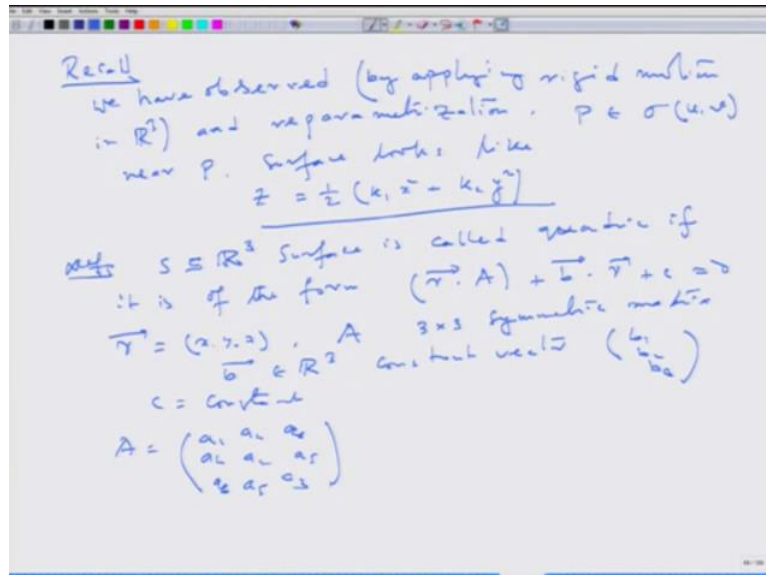 Recall
we have observed (by applying rigid motion
in R³) and reparametrization. P ∈ σ(u,v)
near P. Surface looks like
z = 1/2 (k₁ x² - k₂ y²)
Def S ⊆ R³ surface is called quadric if
it is of the form (r⃗ · A) + b⃗ · r⃗ + c = 0
r⃗ = (x, y, z), A 3×3 symmetric matrix
b⃗ ∈ R³ constant vector (b₁ b₂ b₃)
c = constant
A = ( a₁ a₄ a₆
a₄ a₂ a₅
a₆ a₅ a₃ )